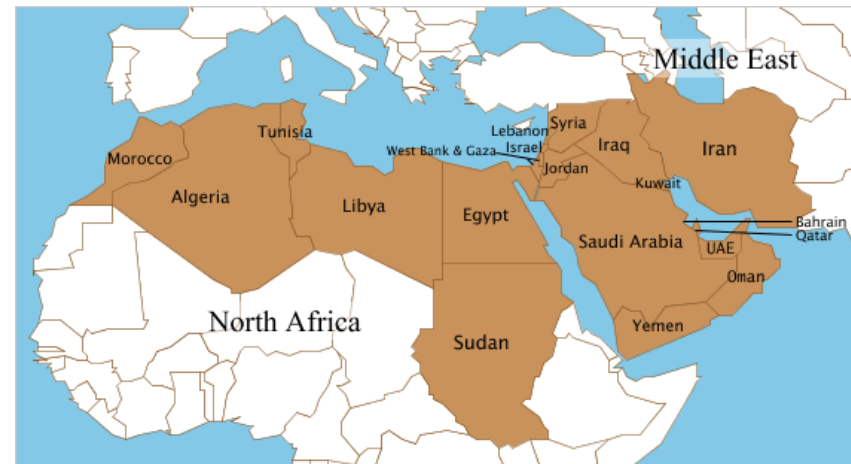 Middle East
Tunisia
Lebanon
Syria
Israel
West Bank & Gaza
Morocco
Jordan
Iraq
Iran
Kuwait
Algeria
Libya
Egypt
Bahrain
Qatar
Saudi Arabia
UAE
Oman
North Africa
Yemen
Sudan